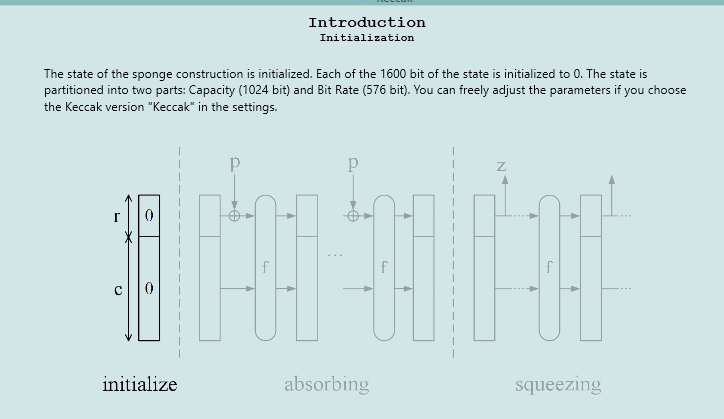 Keccak
Introduction
Initialization
The state of the sponge construction is initialized. Each of the 1600 bit of the state is initialized to 0. The state is
partitioned into two parts: Capacity (1024 bit) and Bit Rate (576 bit). You can freely adjust the parameters if you choose
the Keccak version "Keccak" in the settings.
p p z
r 0
f ... f f
c 0
initialize absorbing squeezing